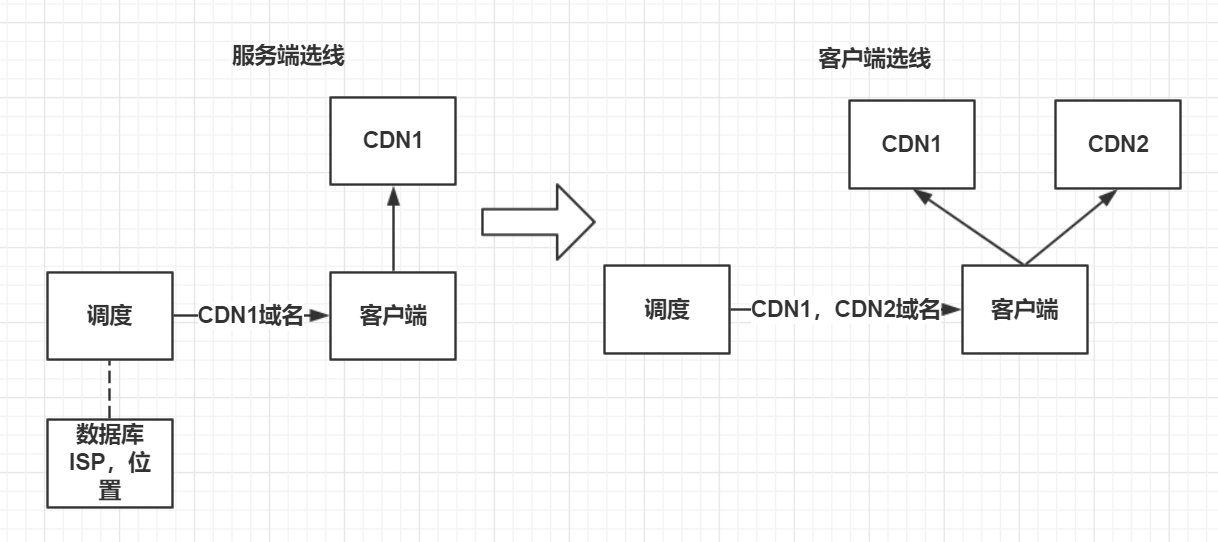 服务端选线
CDN1
调度
CDN1域名
客户端
数据库
ISP，位
置
客户端选线
CDN1
CDN2
调度
CDN1，CDN2域名
客户端